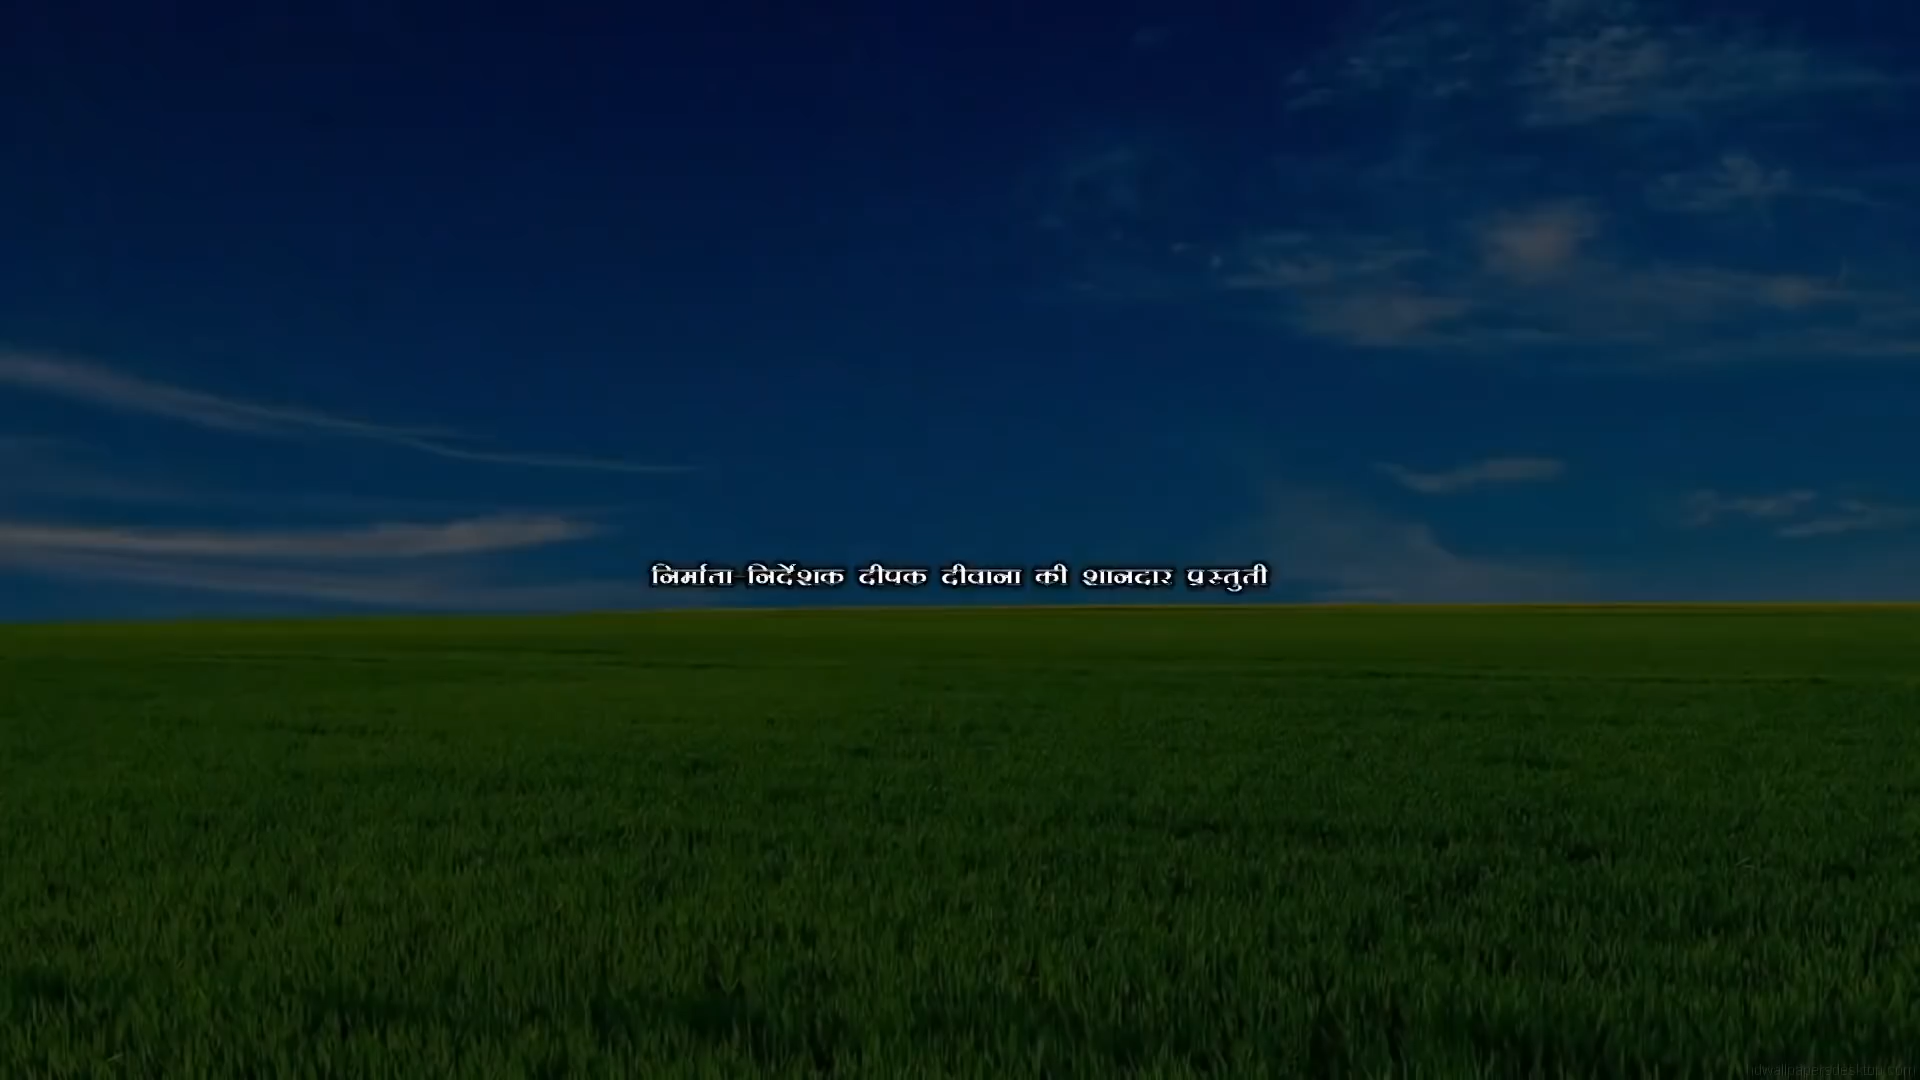 निर्माता-निर्देशक दीपक दीवाना की शानदार प्रस्तुती